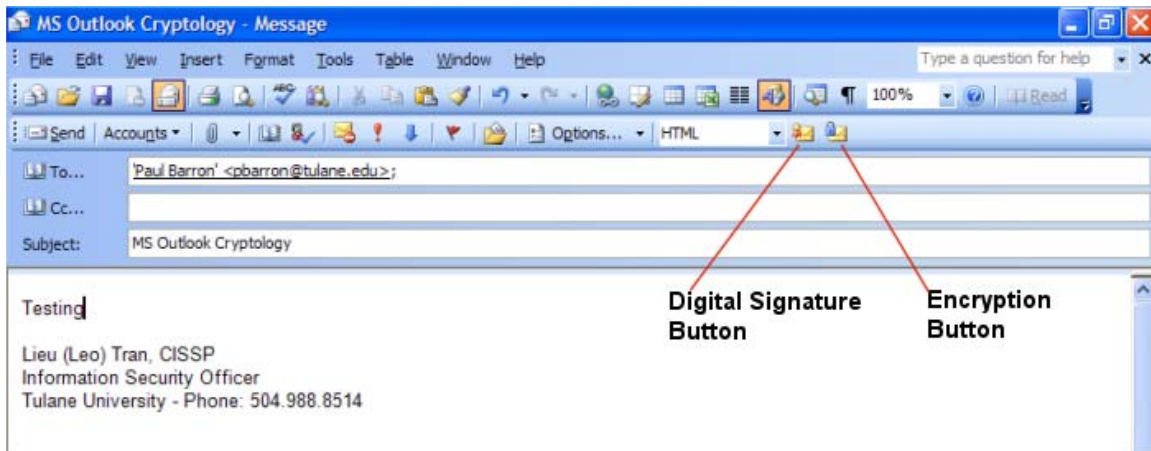 MS Outlook Cryptology - Message
File Edit View Insert Format Tools Table Window Help Type a question for help
100% Read
Send Accounts Options... HTML
To... 'Paul Barron' <pbarron@tulane.edu>;
Cc...
Subject: MS Outlook Cryptology
Testing
Digital Signature
Button
Encryption
Button
Lieu (Leo) Tran, CISSP
Information Security Officer
Tulane University - Phone: 504.988.8514